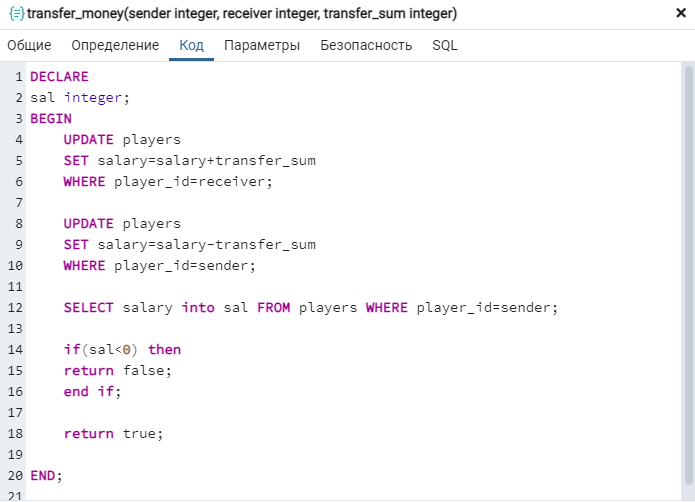 transfer_money(sender integer, receiver integer, transfer_sum integer)
Общие Определение Код Параметры Безопасность SQL
1 DECLARE
2 sal integer;
3 BEGIN
4 UPDATE players
5 SET salary=salary+transfer_sum
6 WHERE player_id=receiver;
7
8 UPDATE players
9 SET salary=salary-transfer_sum
10 WHERE player_id=sender;
11
12 SELECT salary into sal FROM players WHERE player_id=sender;
13
14 if(sal<0) then
15 return false;
16 end if;
17
18 return true;
19
20 END;
21